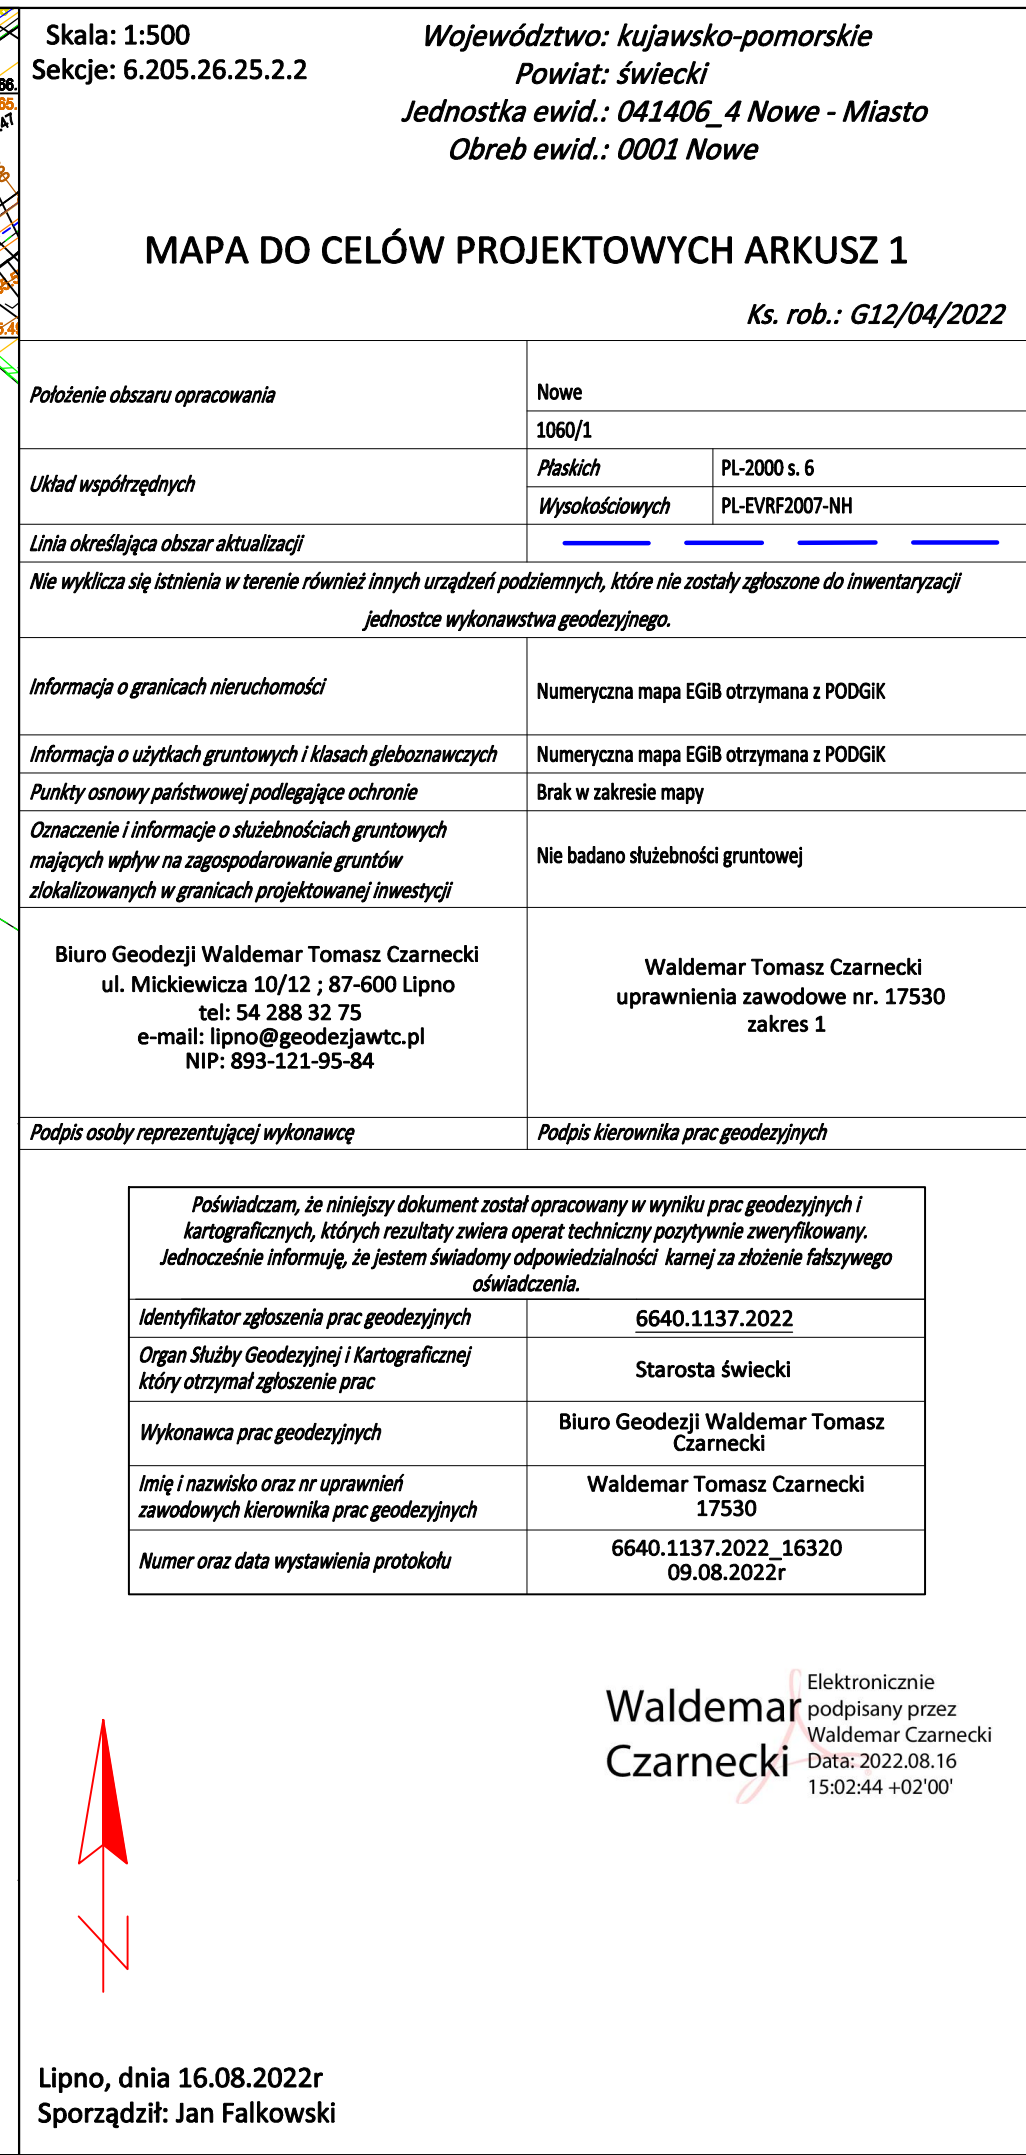 Skala: 1:500
Sekcje: 6.205.26.25.2.2
Województwo: kujawsko-pomorskie
Powiat: świecki
Jednostka ewid.: 041406_4 Nowe - Miasto
Obreb ewid.: 0001 Nowe
MAPA DO CELÓW PROJEKTOWYCH ARKUSZ 1
Ks. rob.: G12/04/2022
Położenie obszaru opracowania
Nowe
1060/1
Układ współrzędnych
Płaskich
PL-2000 s. 6
Wysokościowych
PL-EVRF2007-NH
Linia określająca obszar aktualizacji
Nie wyklicza się istnienia w terenie również innych urządzeń podziemnych, które nie zostały zgłoszone do inwentaryzacji
jednostce wykonawstwa geodezyjnego.
Informacja o granicach nieruchomości
Numeryczna mapa EGiB otrzymana z PODGiK
Informacja o użytkach gruntowych i klasach gleboznawczych
Numeryczna mapa EGiB otrzymana z PODGiK
Punkty osnowy państwowej podlegające ochronie
Brak w zakresie mapy
Oznaczenie i informacje o służebnościach gruntowych
mających wpływ na zagospodarowanie gruntów
zlokalizowanych w granicach projektowanej inwestycji
Nie badano służebności gruntowej
Biuro Geodezji Waldemar Tomasz Czarnecki
ul. Mickiewicza 10/12 ; 87-600 Lipno
tel: 54 288 32 75
e-mail: lipno@geodezjawtc.pl
NIP: 893-121-95-84
Waldemar Tomasz Czarnecki
uprawnienia zawodowe nr. 17530
zakres 1
Podpis osoby reprezentującej wykonawcę
Podpis kierownika prac geodezyjnych
Poświadczam, że niniejszy dokument został opracowany w wyniku prac geodezyjnych i
kartograficznych, których rezultaty zwiera operat techniczny pozytywnie zweryfikowany.
Jednocześnie informuję, że jestem świadomy odpowiedzialności karnej za złożenie fałszywego
oświadczenia.
Identyfikator zgłoszenia prac geodezyjnych
6640.1137.2022
Organ Służby Geodezyjnej i Kartograficznej
który otrzymał zgłoszenie prac
Starosta świecki
Wykonawca prac geodezyjnych
Biuro Geodezji Waldemar Tomasz
Czarnecki
Imię i nazwisko oraz nr uprawnień
zawodowych kierownika prac geodezyjnych
Waldemar Tomasz Czarnecki
17530
Numer oraz data wystawienia protokołu
6640.1137.2022_16320
09.08.2022r
Waldemar
Czarnecki
Elektronicznie
podpisany przez
Waldemar Czarnecki
Data: 2022.08.16
15:02:44 +02'00'
Lipno, dnia 16.08.2022r
Sporządził: Jan Falkowski